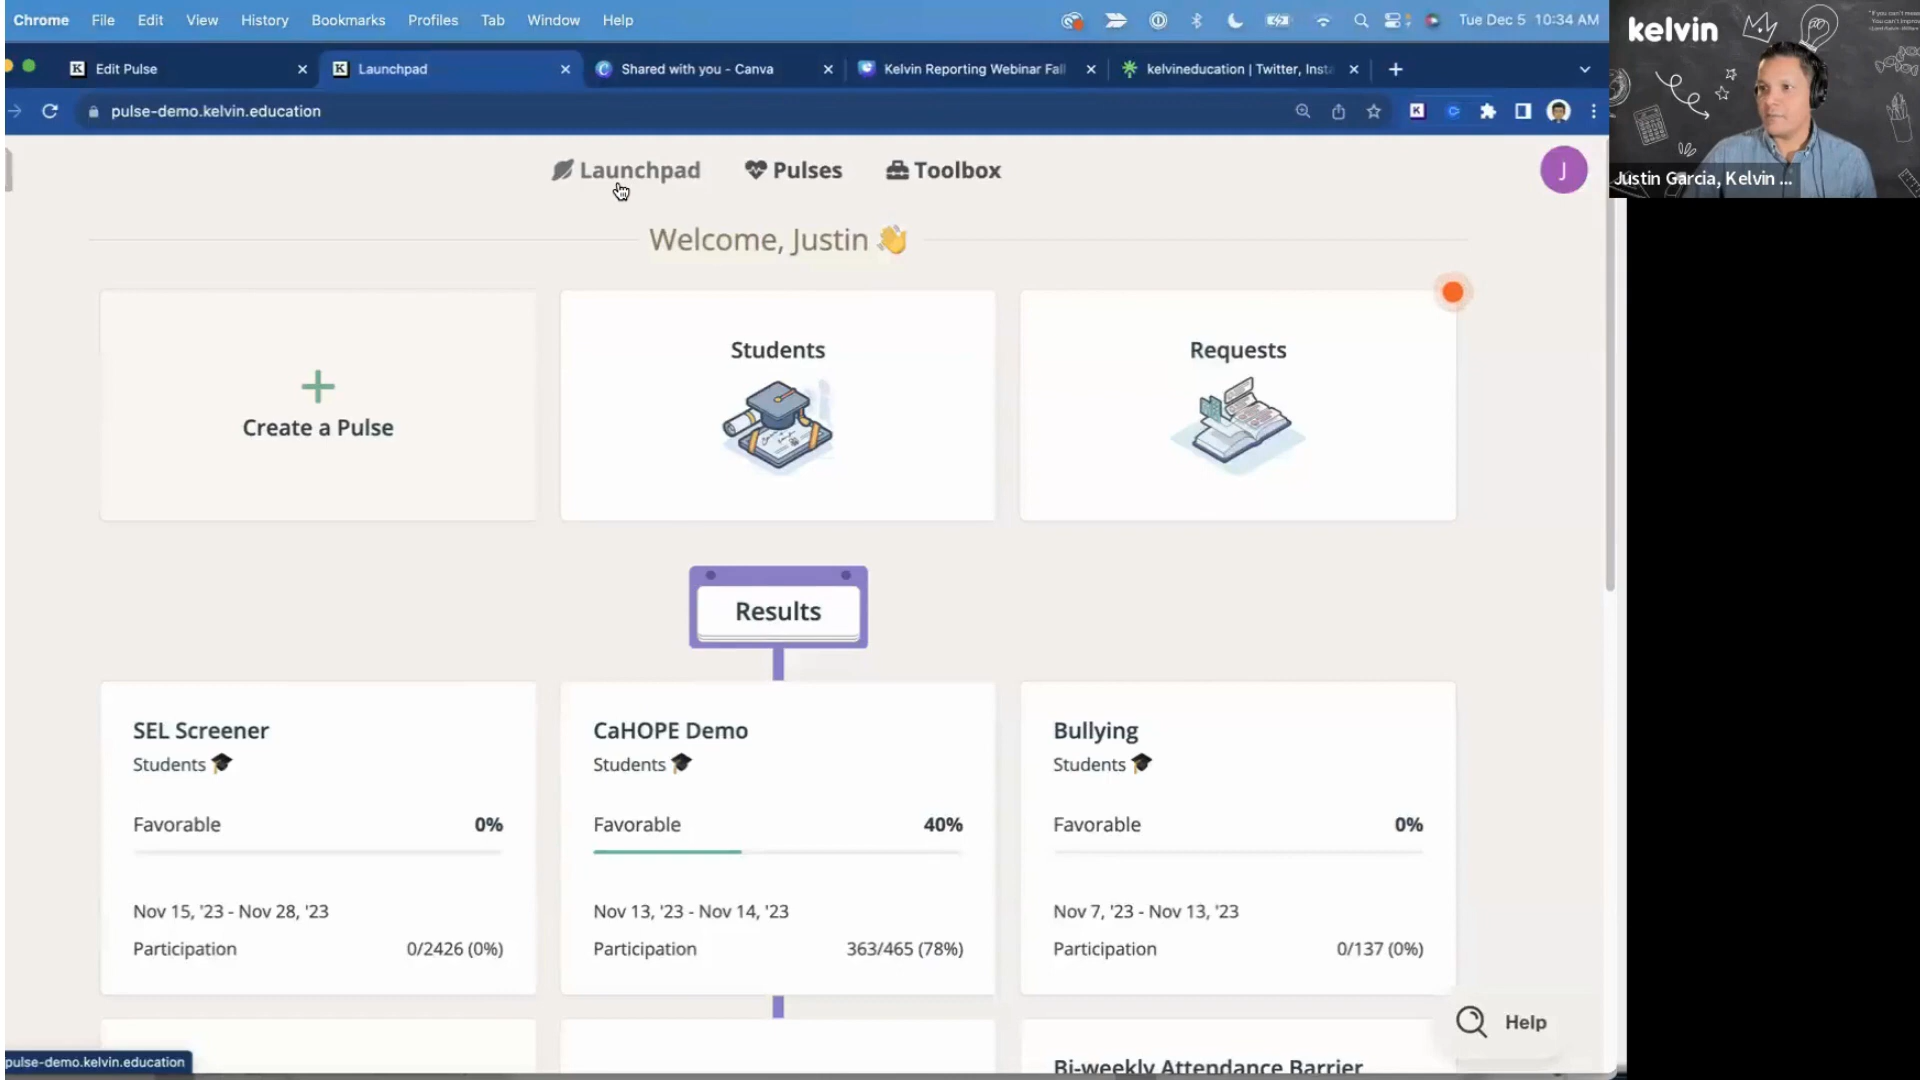 Chrome File Edit View History Bookmarks Profiles Tab Window Help Tue Dec 5 10:34 AM
Edit Pulse Launchpad Shared with you - Canva Kelvin Reporting Webinar Fall kelvineducation | Twitter, Insta
pulse-demo.kelvin.education
kelvin
Justin Garcia, Kelvin ...
Launchpad Pulses Toolbox
J
Welcome, Justin 👋
Create a Pulse
Students
Requests
Results
SEL Screener
Students
Favorable 0%
Nov 15, '23 - Nov 28, '23
Participation 0/2426 (0%)
CaHOPE Demo
Students
Favorable 40%
Nov 13, '23 - Nov 14, '23
Participation 363/465 (78%)
Bullying
Students
Favorable 0%
Nov 7, '23 - Nov 13, '23
Participation 0/137 (0%)
Help
Bi-weekly Attendance Barrier
pulse-demo.kelvin.education